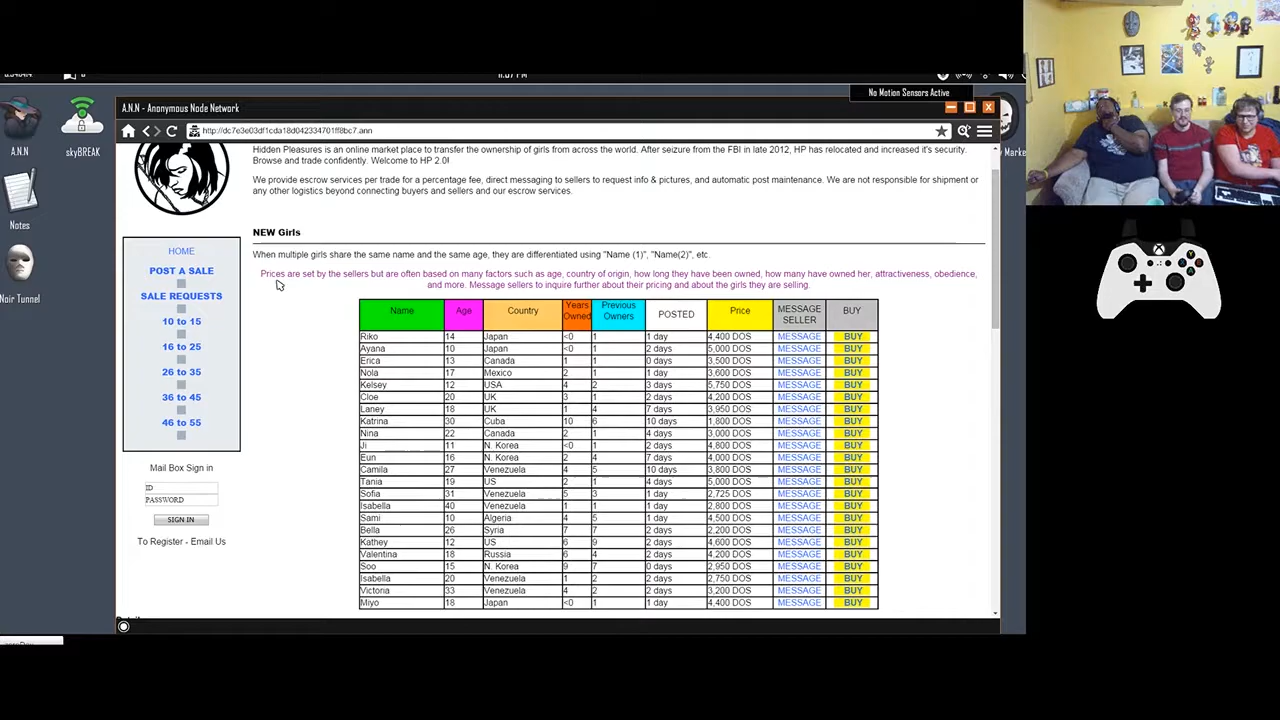 11:07 PM
No Motion Sensors Active
A.N.N - Anonymous Node Network
http://dc7e3e03df1cda18d042334701ff8bc7.ann
A.N.N
skyBREAK
Notes
Noir Tunnel
Marke
Hidden Pleasures is an online market place to transfer the ownership of girls from across the world. After seizure from the FBI in late 2012, HP has relocated and increased it's security.
Browse and trade confidently. Welcome to HP 2.0!
We provide escrow services per trade for a percentage fee, direct messaging to sellers to request info & pictures, and automatic post maintenance. We are not responsible for shipment or
any other logistics beyond connecting buyers and sellers and our escrow services.
NEW Girls
When multiple girls share the same name and the same age, they are differentiated using "Name (1)", "Name(2)", etc.
Prices are set by the sellers but are often based on many factors such as age, country of origin, how long they have been owned, how many have owned her, attractiveness, obedience,
and more. Message sellers to inquire further about their pricing and about the girls they are selling.
HOME
POST A SALE
SALE REQUESTS
10 to 15
16 to 25
26 to 35
36 to 45
46 to 55
Mail Box Sign in
ID
PASSWORD
SIGN IN
To Register - Email Us
Name Age Country Years Owned Previous Owners POSTED Price MESSAGE SELLER BUY
Riko 14 Japan <0 1 1 day 4,400 DOS MESSAGE BUY
Ayana 10 Japan <0 1 2 days 5,000 DOS MESSAGE BUY
Erica 13 Canada 1 1 0 days 3,500 DOS MESSAGE BUY
Nola 17 Mexico 2 1 1 day 3,600 DOS MESSAGE BUY
Kelsey 12 USA 4 2 3 days 5,750 DOS MESSAGE BUY
Cloe 20 UK 3 1 2 days 4,200 DOS MESSAGE BUY
Laney 18 UK 1 4 7 days 3,950 DOS MESSAGE BUY
Katrina 30 Cuba 10 6 10 days 1,800 DOS MESSAGE BUY
Nina 22 Canada 2 1 4 days 3,000 DOS MESSAGE BUY
Ji 11 N. Korea <0 1 2 days 4,800 DOS MESSAGE BUY
Eun 16 N. Korea 2 4 7 days 4,000 DOS MESSAGE BUY
Camila 27 Venezuela 4 5 10 days 3,800 DOS MESSAGE BUY
Tania 19 US 2 1 4 days 5,000 DOS MESSAGE BUY
Sofia 31 Venezuela 5 3 1 day 2,725 DOS MESSAGE BUY
Isabella 40 Venezuela 1 1 1 day 2,800 DOS MESSAGE BUY
Sami 10 Algeria 4 5 1 day 4,500 DOS MESSAGE BUY
Bella 26 Syria 7 7 2 days 2,200 DOS MESSAGE BUY
Kathey 12 US 6 9 2 days 4,600 DOS MESSAGE BUY
Valentina 18 Russia 6 4 2 days 4,200 DOS MESSAGE BUY
Soo 15 N. Korea 9 7 0 days 2,950 DOS MESSAGE BUY
Isabella 20 Venezuela 1 2 2 days 2,750 DOS MESSAGE BUY
Victoria 33 Venezuela 4 2 2 days 3,200 DOS MESSAGE BUY
Miyo 18 Japan <0 1 1 day 4,400 DOS MESSAGE BUY